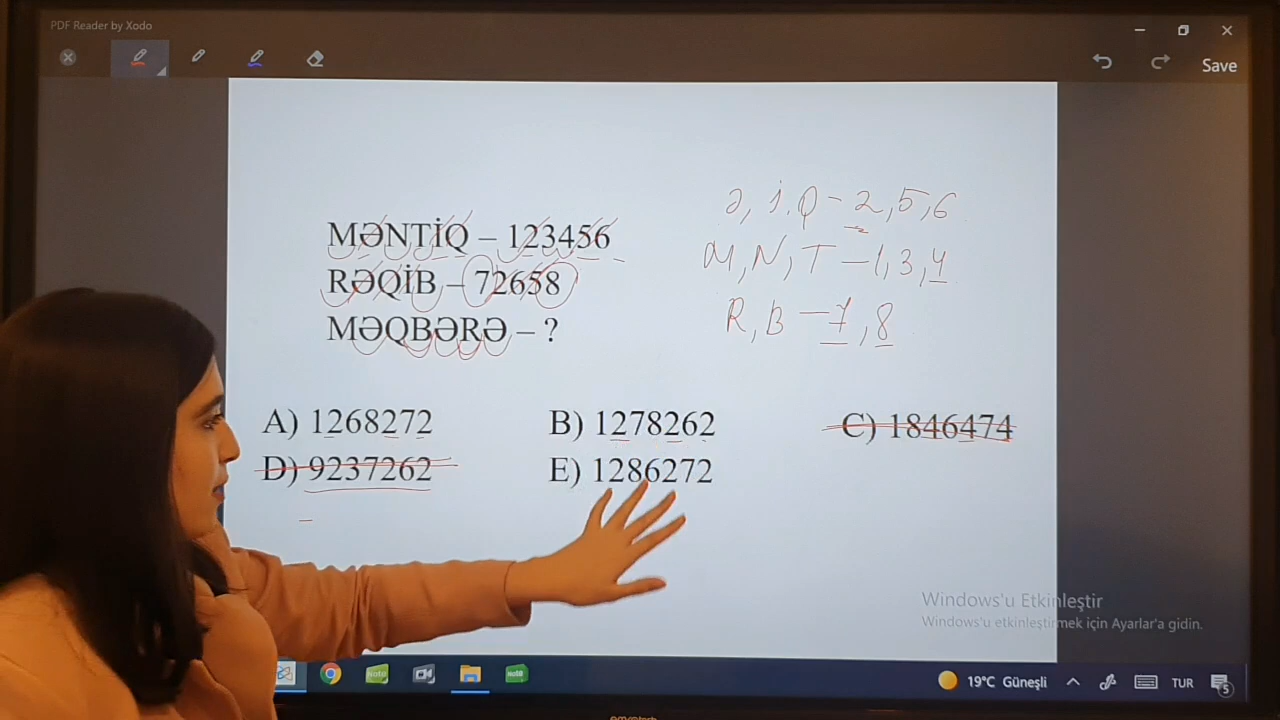 PDF Reader by Xodo
Save
MƏNTİQ – 123456
RƏQİB – 72658
MƏQBƏRƏ – ?
Ə, İ, Q – 2,5,6
M, N, T – 1,3,4
R, B – 7,8
A) 1268272
B) 1278262
C) 1846474
D) 9237262
E) 1286272
Windows'u Etkinleştir
Windows'u etkinleştirmek için Ayarlar'a gidin.
19°C Güneşli
TUR
5